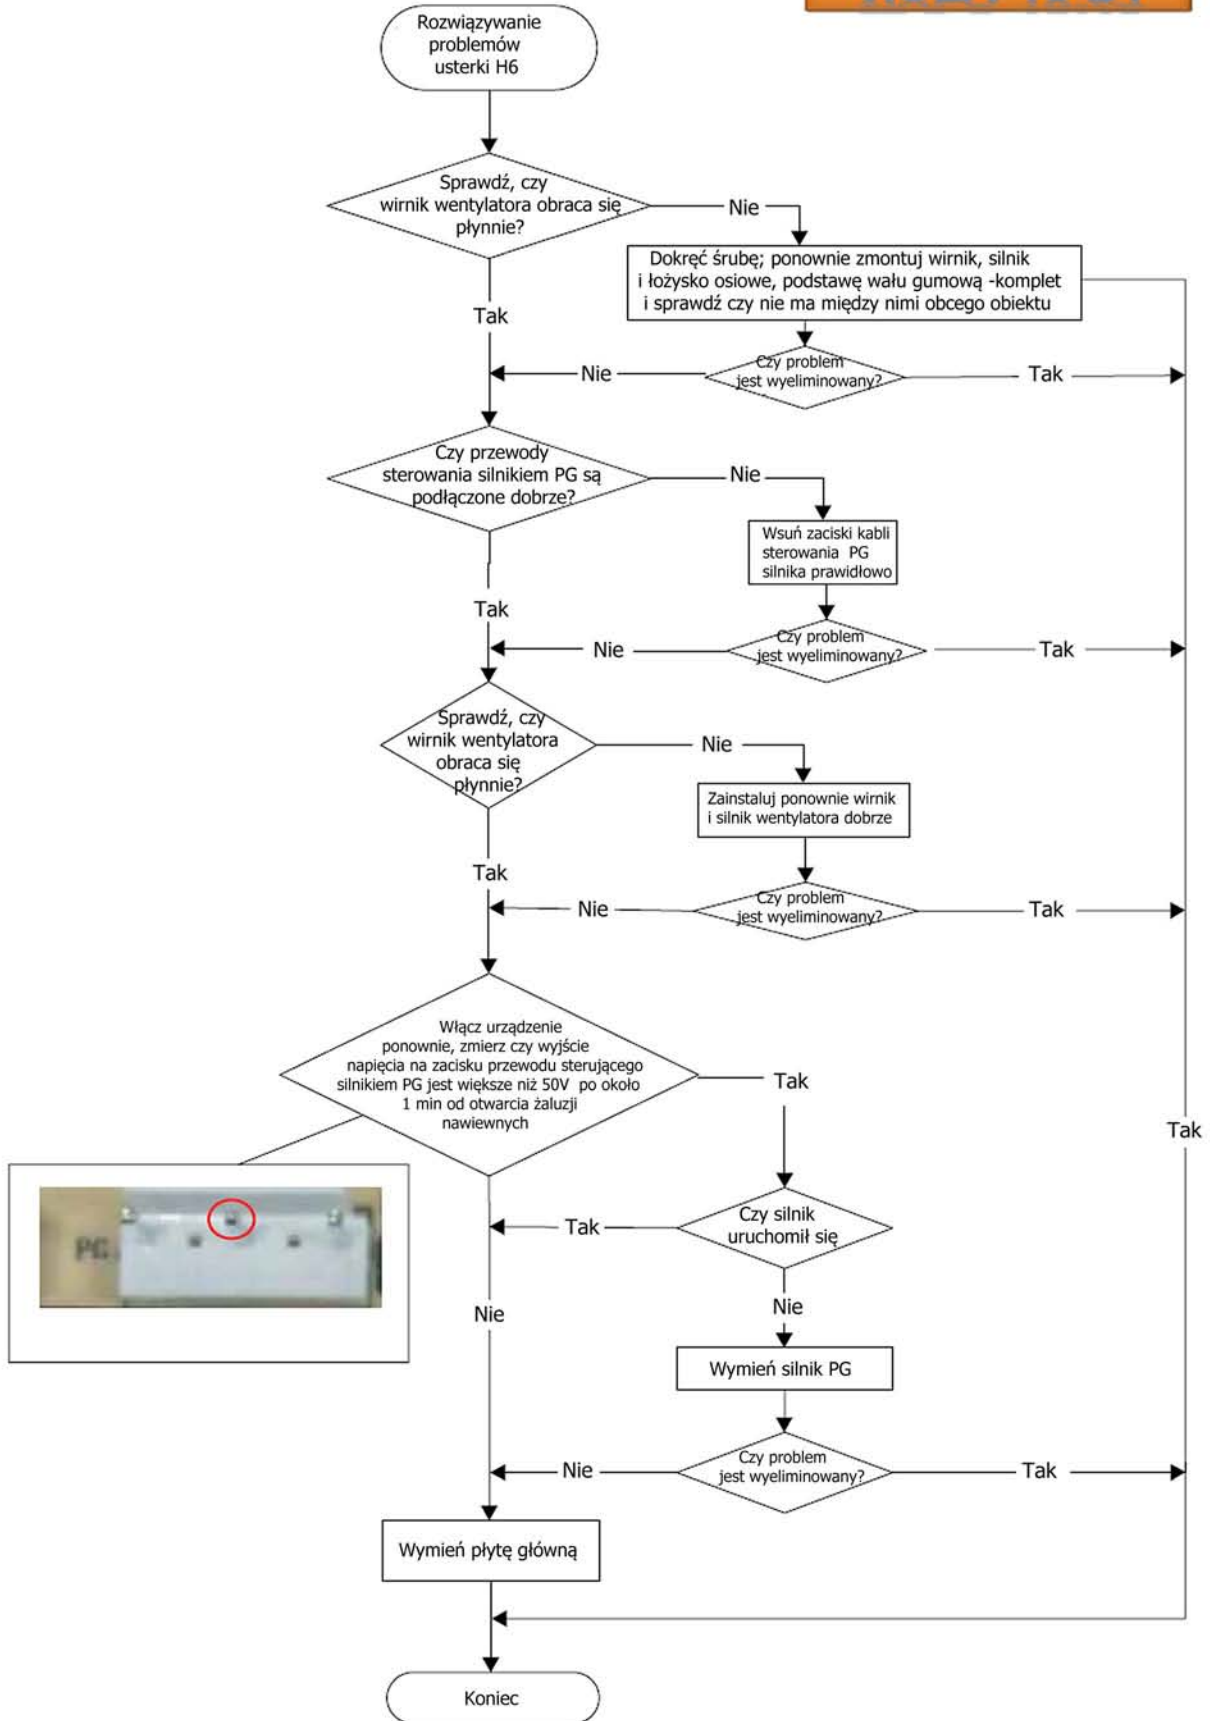 Rozwiązywanie
problemów
usterki H6
Sprawdź, czy
wirnik wentylatora obraca się
płynnie?
Nie
Dokręć śrubę; ponownie zmontuj wirnik, silnik
i łożysko osiowe, podstawę wału gumową -komplet
i sprawdź czy nie ma między nimi obcego obiektu
Tak
Czy problem
jest wyeliminowany?
Nie
Tak
Czy przewody
sterowania silnikiem PG są
podłączone dobrze?
Nie
Wsuń zaciski kabli
sterowania PG
silnika prawidłowo
Tak
Czy problem
jest wyeliminowany?
Nie
Tak
Sprawdź, czy
wirnik wentylatora
obraca się
płynnie?
Nie
Zainstaluj ponownie wirnik
i silnik wentylatora dobrze
Tak
Czy problem
jest wyeliminowany?
Nie
Tak
Włącz urządzenie
ponownie, zmierz czy wyjście
napięcia na zacisku przewodu sterującego
silnikiem PG jest większe niż 50V po około
1 min od otwarcia żaluzji
nawiewnych
Tak
Tak
PG
Czy silnik
uruchomił się
Tak
Nie
Nie
Wymień silnik PG
Czy problem
jest wyeliminowany?
Nie
Tak
Wymień płytę główną
Koniec